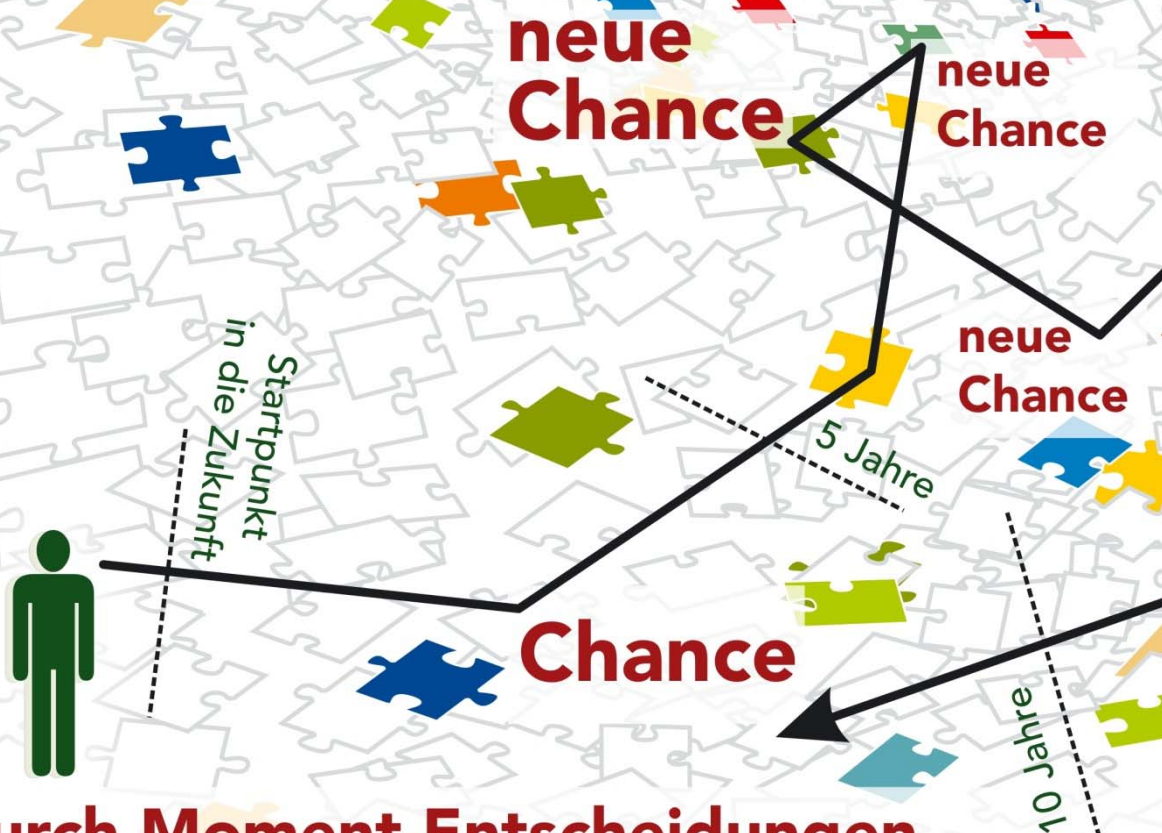 neue
Chance
neue
Chance
neue
Chance
Startpunkt
in die Zukunft
5 Jahre
Chance
10 Jahre
Moment-Entscheidungen